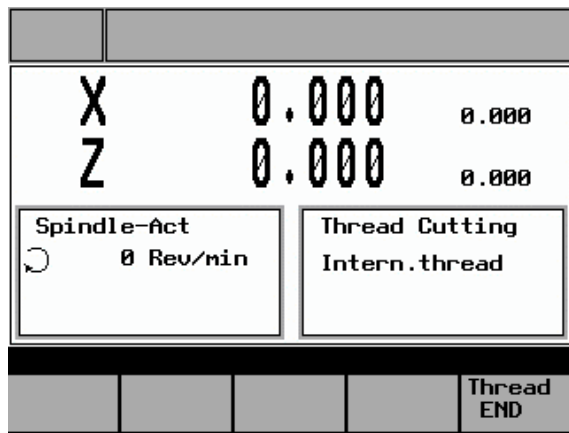 X 0.000 0.000
Z 0.000 0.000
Spindle-Act
0 Rev/min
Thread Cutting
Intern.thread
Thread
END